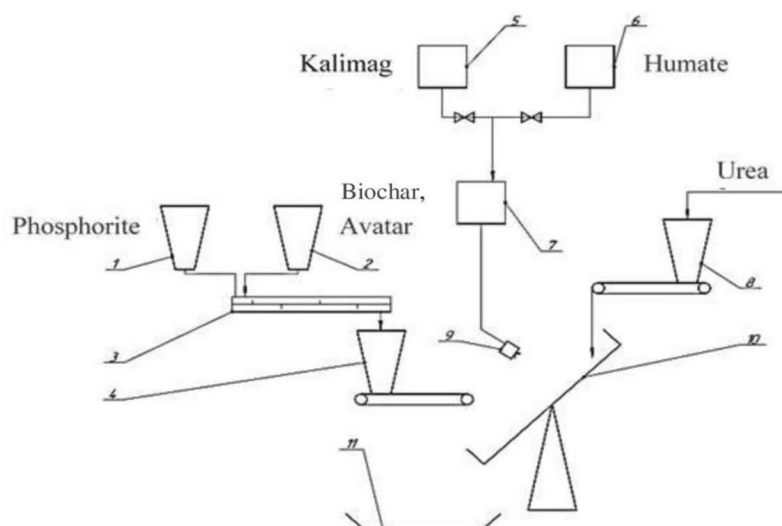 5
6
Kalimag
Humate
Urea
Biochar,
Phosphorite
Avatar
1
2
7
8
3
9
10
4
11